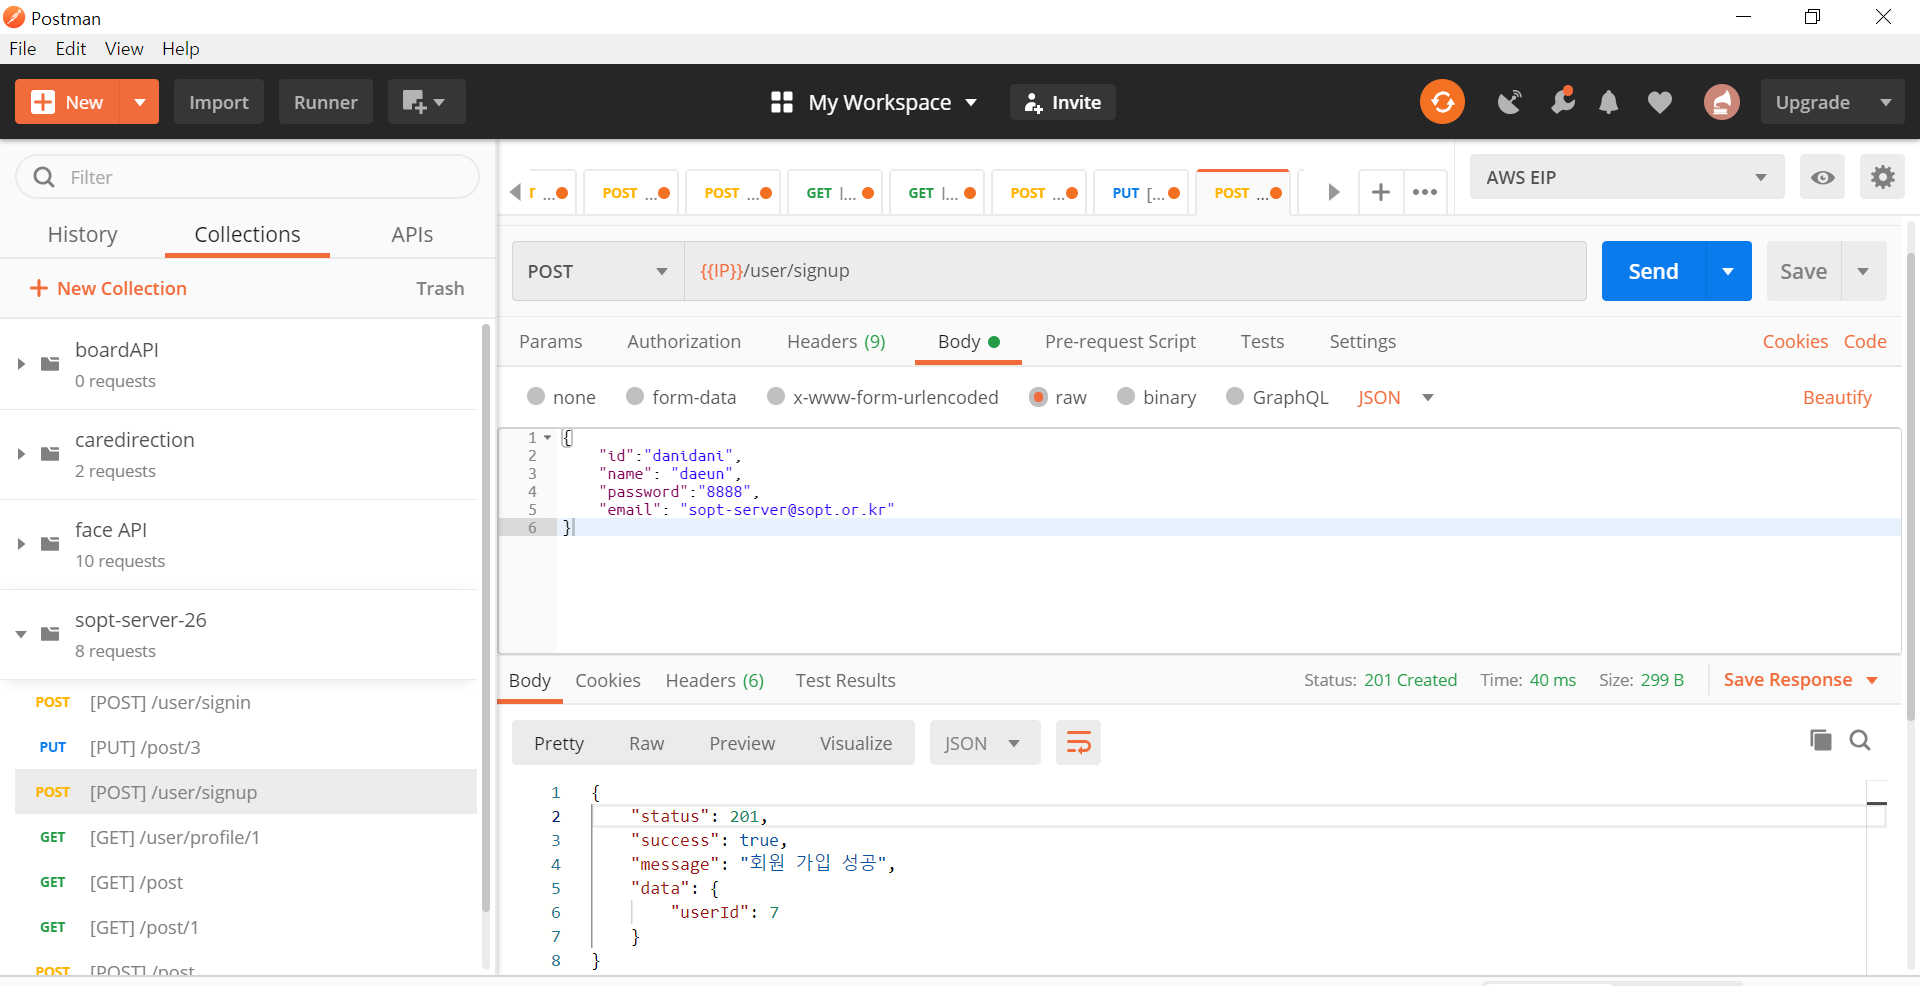 Postman
File Edit View Help
New Import Runner My Workspace Invite Upgrade
Filter
History Collections APIs
New Collection Trash
boardAPI
0 requests
caredirection
2 requests
face API
10 requests
sopt-server-26
8 requests
POST [POST] /user/signin
PUT [PUT] /post/3
POST [POST] /user/signup
GET [GET] /user/profile/1
GET [GET] /post
GET [GET] /post/1
POST [POST] /post
T ... POST ... POST ... GET l... GET l... POST ... PUT [... POST ...
AWS EIP
POST {{IP}}/user/signup Send Save
Params Authorization Headers (9) Body Pre-request Script Tests Settings Cookies Code
none form-data x-www-form-urlencoded raw binary GraphQL JSON Beautify
1 {
2 "id":"danidani",
3 "name": "daeun",
4 "password":"8888",
5 "email": "sopt-server@sopt.or.kr"
6 }
Body Cookies Headers (6) Test Results Status: 201 Created Time: 40 ms Size: 299 B Save Response
Pretty Raw Preview Visualize JSON
1 {
2 "status": 201,
3 "success": true,
4 "message": "회원 가입 성공",
5 "data": {
6 "userId": 7
7 }
8 }